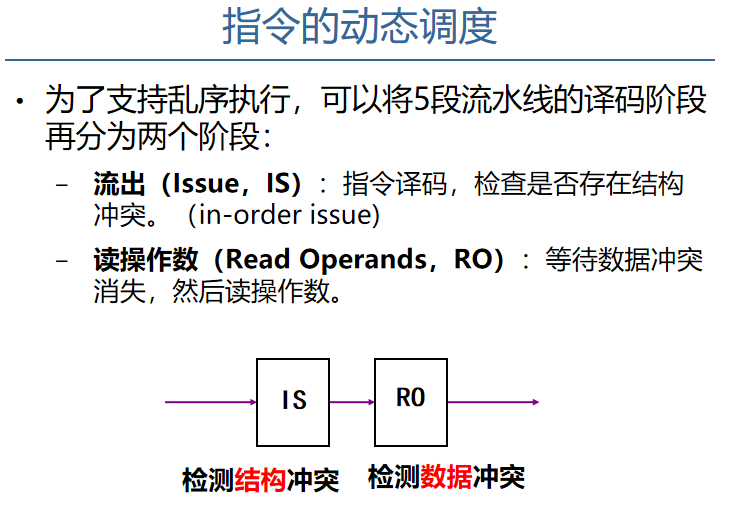 指令的动态调度
• 为了支持乱序执行，可以将5段流水线的译码阶段
再分为两个阶段：
– 流出（Issue，IS）：指令译码，检查是否存在结构
冲突。（in-order issue）
– 读操作数（Read Operands，RO）：等待数据冲突
消失，然后读操作数。
IS
RO
检测结构冲突
检测数据冲突